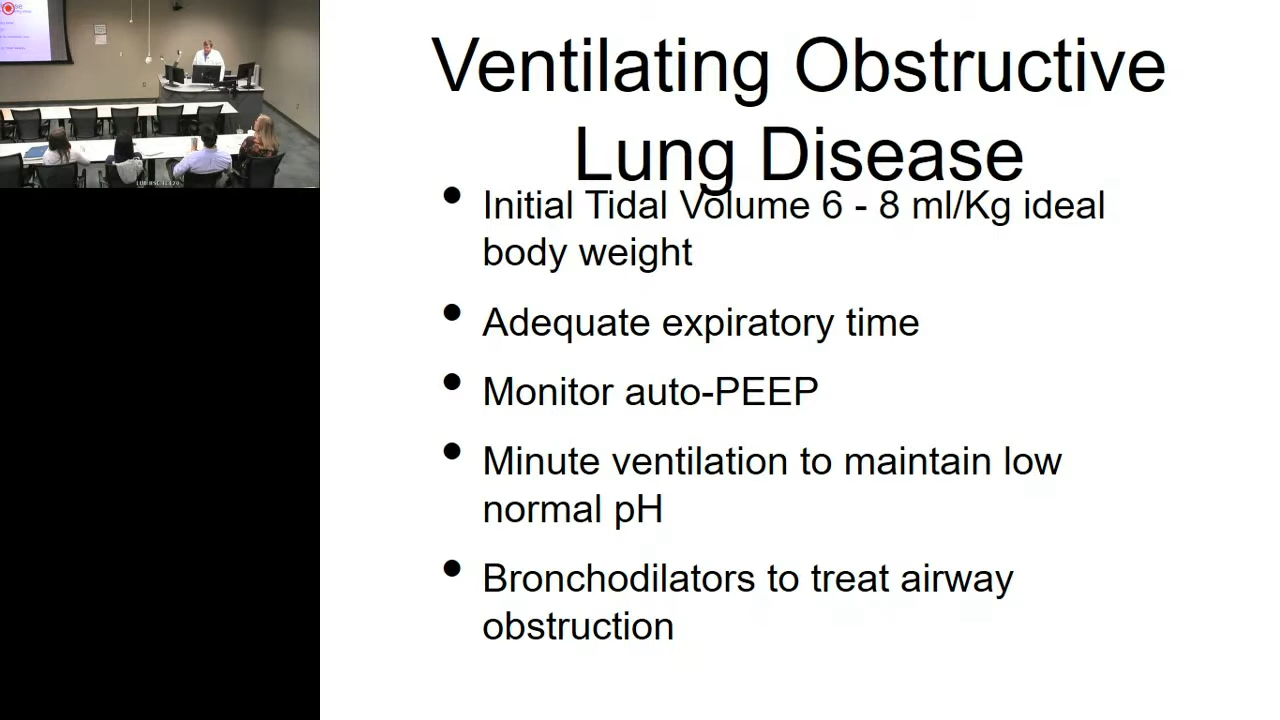 Ventilating Obstructive
Lung Disease
• Initial Tidal Volume 6 - 8 ml/Kg ideal
body weight
• Adequate expiratory time
• Monitor auto-PEEP
• Minute ventilation to maintain low
normal pH
• Bronchodilators to treat airway
obstruction